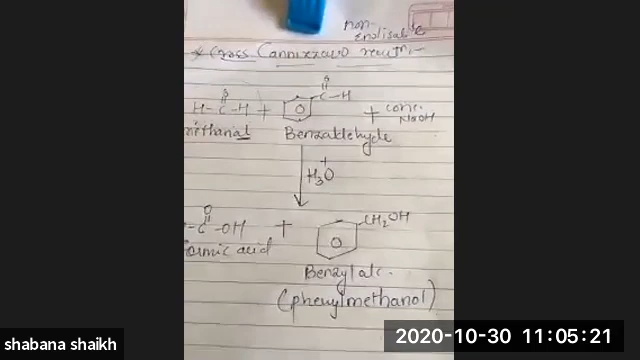 non-
enolisable
* Cross Cannizzaro reactn:-
O
H-C-H + C-H + conc.
NaOH
methanal Benzaldehyde
H3O+
O
-C-OH + CH2OH
Formic acid
Benzyl alc.
(phenylmethanol)
shabana shaikh
2020-10-30 11:05:21